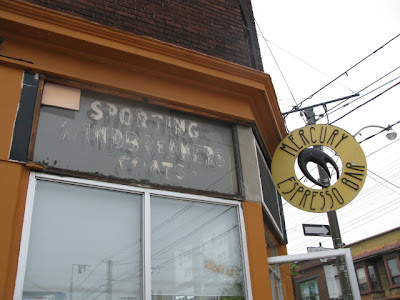 SPORTING
WINDBREAKERS
COATS
MERCURY
ESPRESSO BAR